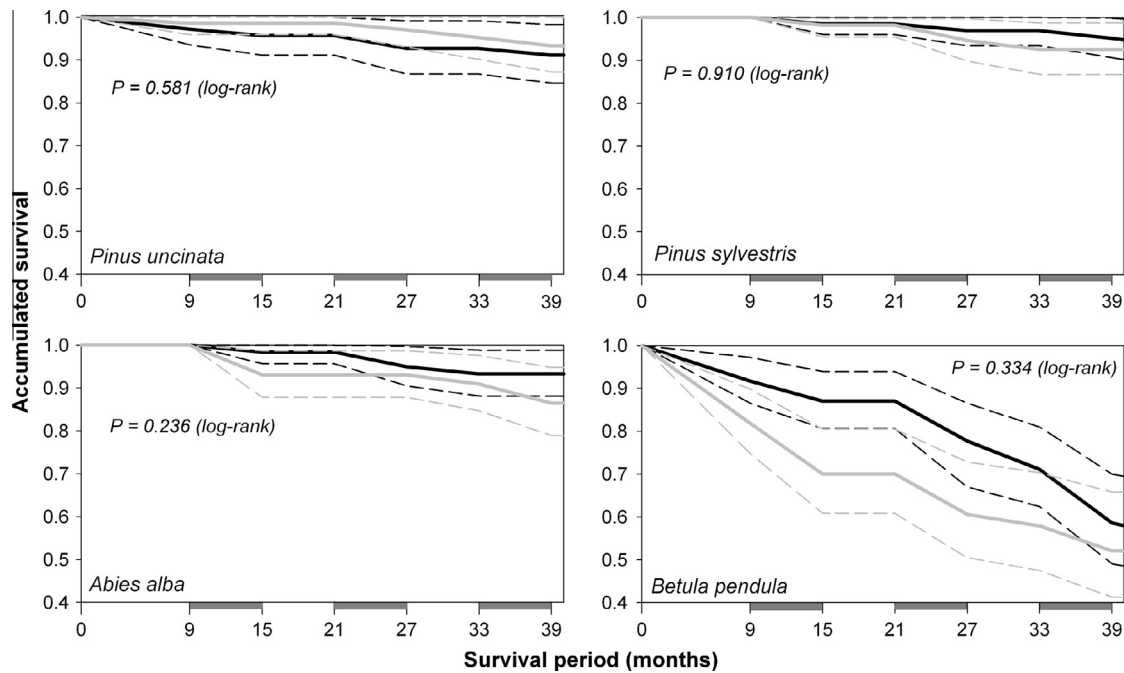 Accumulated survival
1.0
0.9
0.8
0.7
0.6
0.5
0.4
P = 0.581 (log-rank)
Pinus uncinata
0 9 15 21 27 33 39
1.0
0.9
0.8
0.7
0.6
0.5
0.4
P = 0.910 (log-rank)
Pinus sylvestris
0 9 15 21 27 33 39
1.0
0.9
0.8
0.7
0.6
0.5
0.4
P = 0.236 (log-rank)
Abies alba
0 9 15 21 27 33 39
1.0
0.9
0.8
0.7
0.6
0.5
0.4
P = 0.334 (log-rank)
Betula pendula
0 9 15 21 27 33 39
Survival period (months)